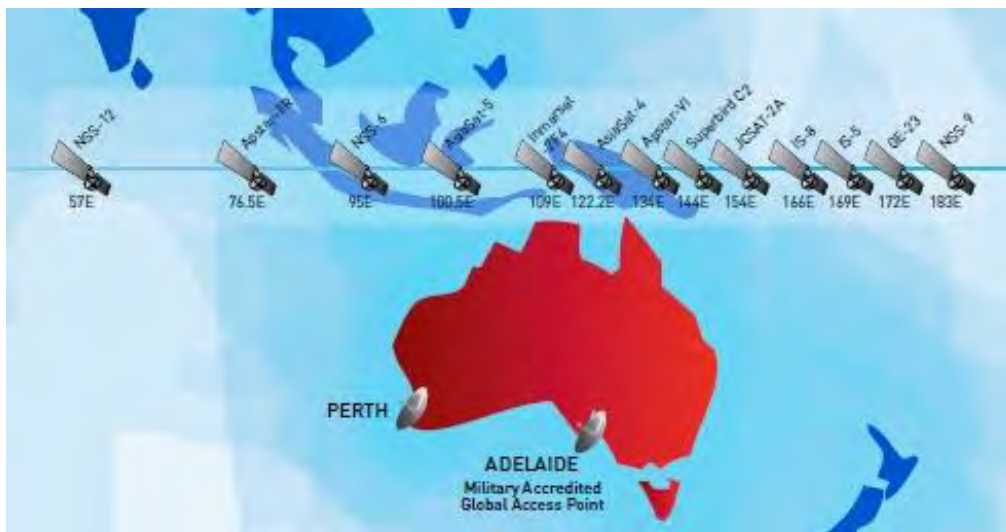 NSS-12
Apstar-IIR
NSS-6
AsiaSat-5
Inmarsat
2F4
AsiaSat-4
Apstar-VI
Superbird C2
JCSAT-2A
IS-8
IS-5
GE-23
NSS-9
57E
76.5E
95E
100.5E
109E
122.2E
134E
144E
154E
166E
169E
172E
183E
PERTH
ADELAIDE
Military Accredited
Global Access Point